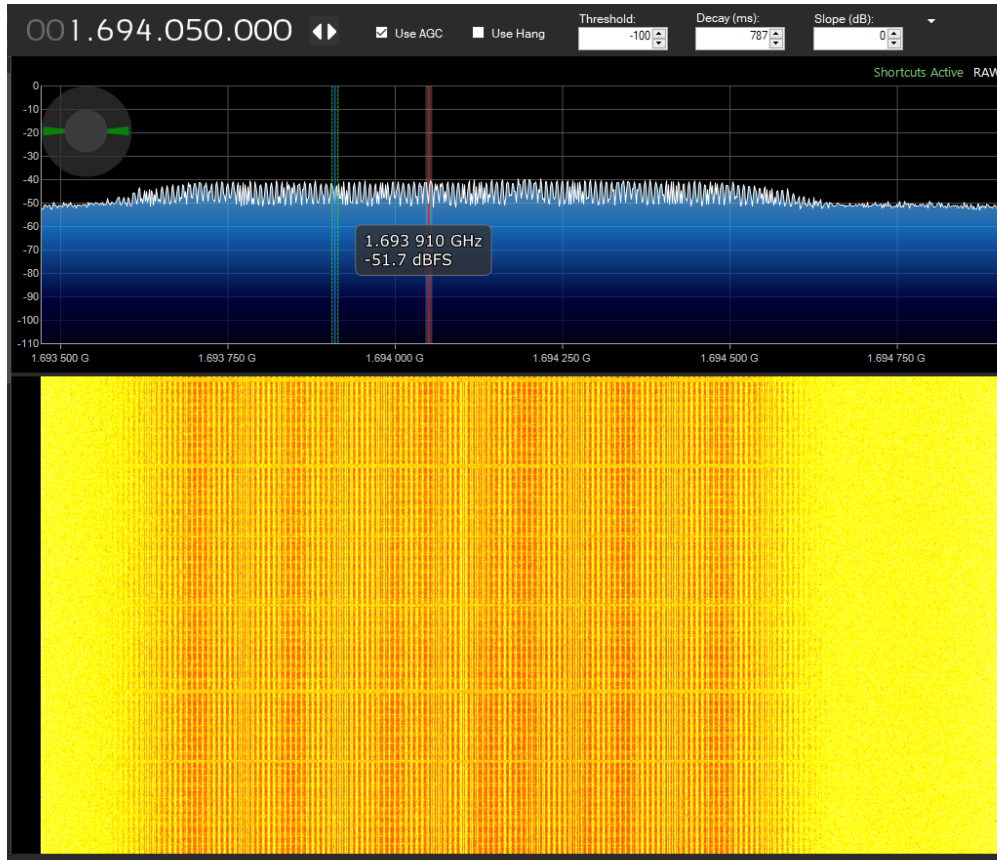 001.694.050.000
Use AGC
Use Hang
Threshold:
-100
Decay (ms):
787
Slope (dB):
0
Shortcuts Active RAW
0
-10
-20
-30
-40
-50
-60
-70
-80
-90
-100
-110
1.693 910 GHz
-51.7 dBFS
1.693 500 G
1.693 750 G
1.694 000 G
1.694 250 G
1.694 500 G
1.694 750 G